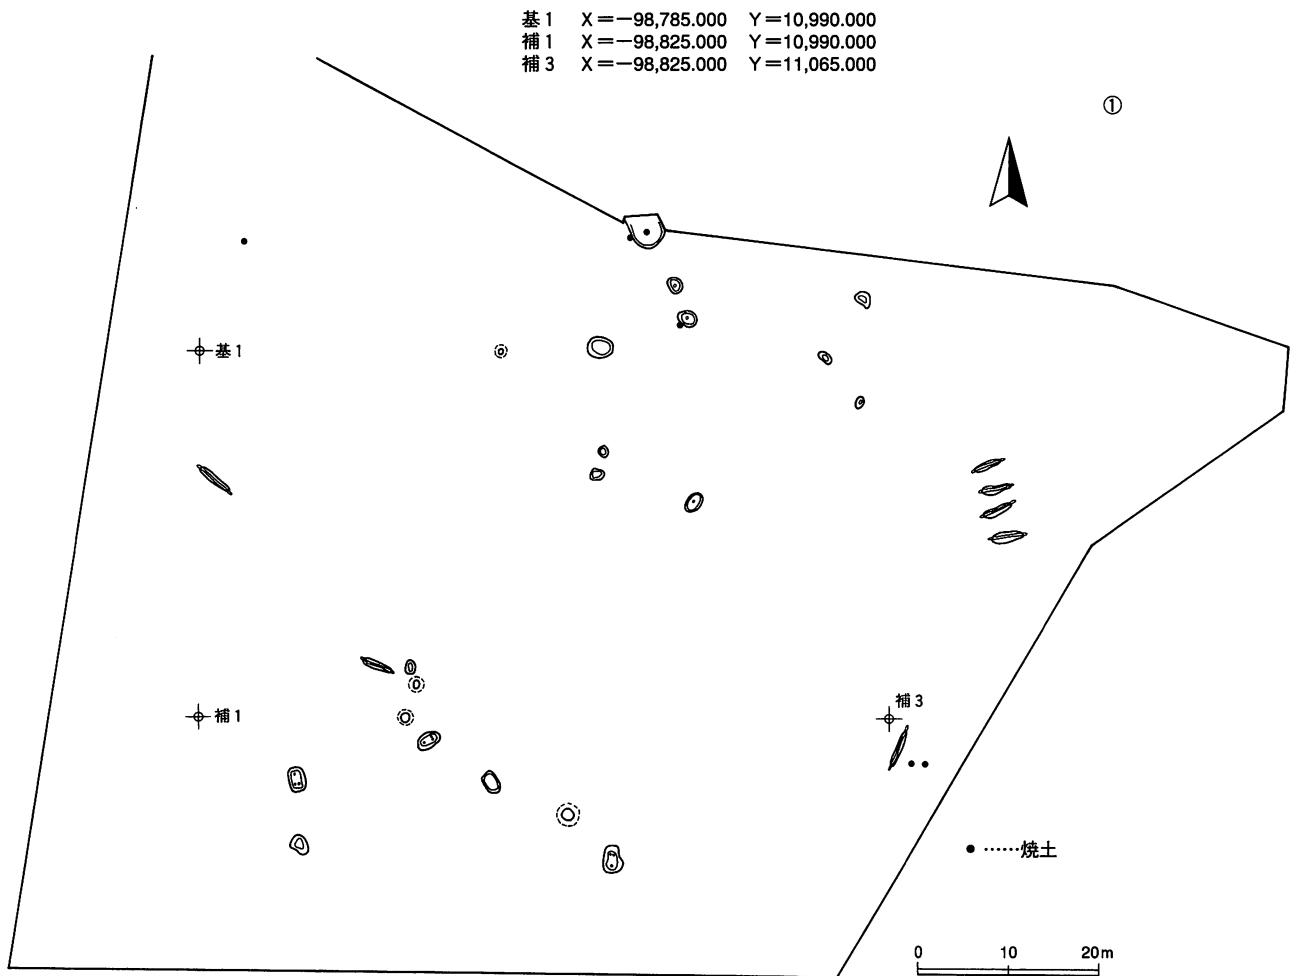 基1 X=-98,785.000 Y=10,990.000
補1 X=-98,825.000 Y=10,990.000
補3 X=-98,825.000 Y=11,065.000
①
基1
補3
補1
●……焼土
0 10 20m